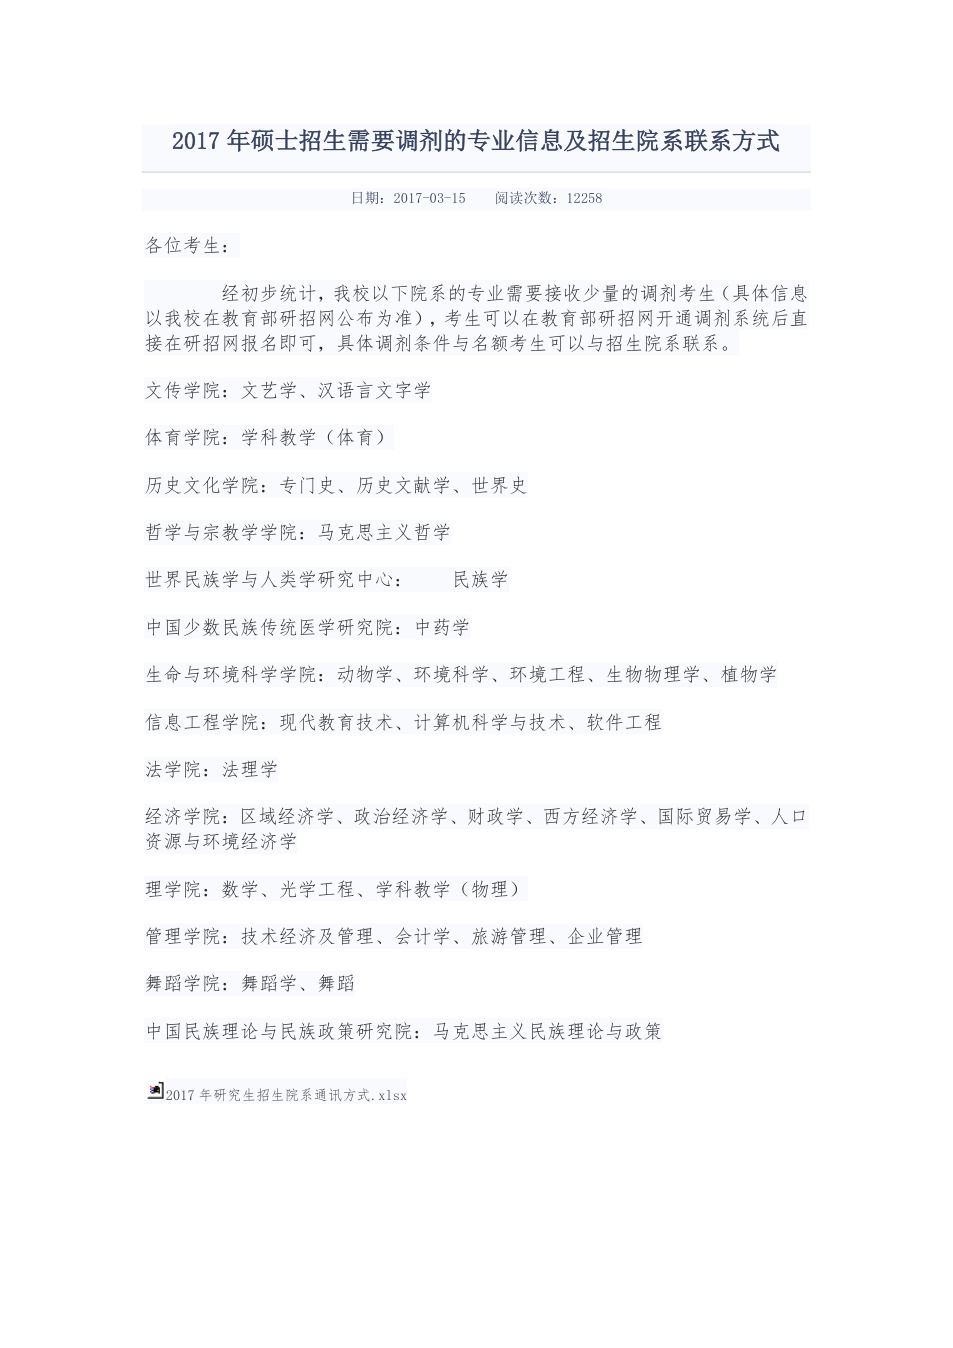 2017 年硕士招生需要调剂的专业信息及招生院系联系方式
日期：2017-03-15 阅读次数：12258
各位考生：
经初步统计，我校以下院系的专业需要接收少量的调剂考生（具体信息
以我校在教育部研招网公布为准），考生可以在教育部研招网开通调剂系统后直
接在研招网报名即可，具体调剂条件与名额考生可以与招生院系联系。
文传学院：文艺学、汉语言文字学
体育学院：学科教学（体育）
历史文化学院：专门史、历史文献学、世界史
哲学与宗教学学院：马克思主义哲学
世界民族学与人类学研究中心： 民族学
中国少数民族传统医学研究院：中药学
生命与环境科学学院：动物学、环境科学、环境工程、生物物理学、植物学
信息工程学院：现代教育技术、计算机科学与技术、软件工程
法学院：法理学
经济学院：区域经济学、政治经济学、财政学、西方经济学、国际贸易学、人口
资源与环境经济学
理学院：数学、光学工程、学科教学（物理）
管理学院：技术经济及管理、会计学、旅游管理、企业管理
舞蹈学院：舞蹈学、舞蹈
中国民族理论与民族政策研究院：马克思主义民族理论与政策
2017 年研究生招生院系通讯方式.xlsx